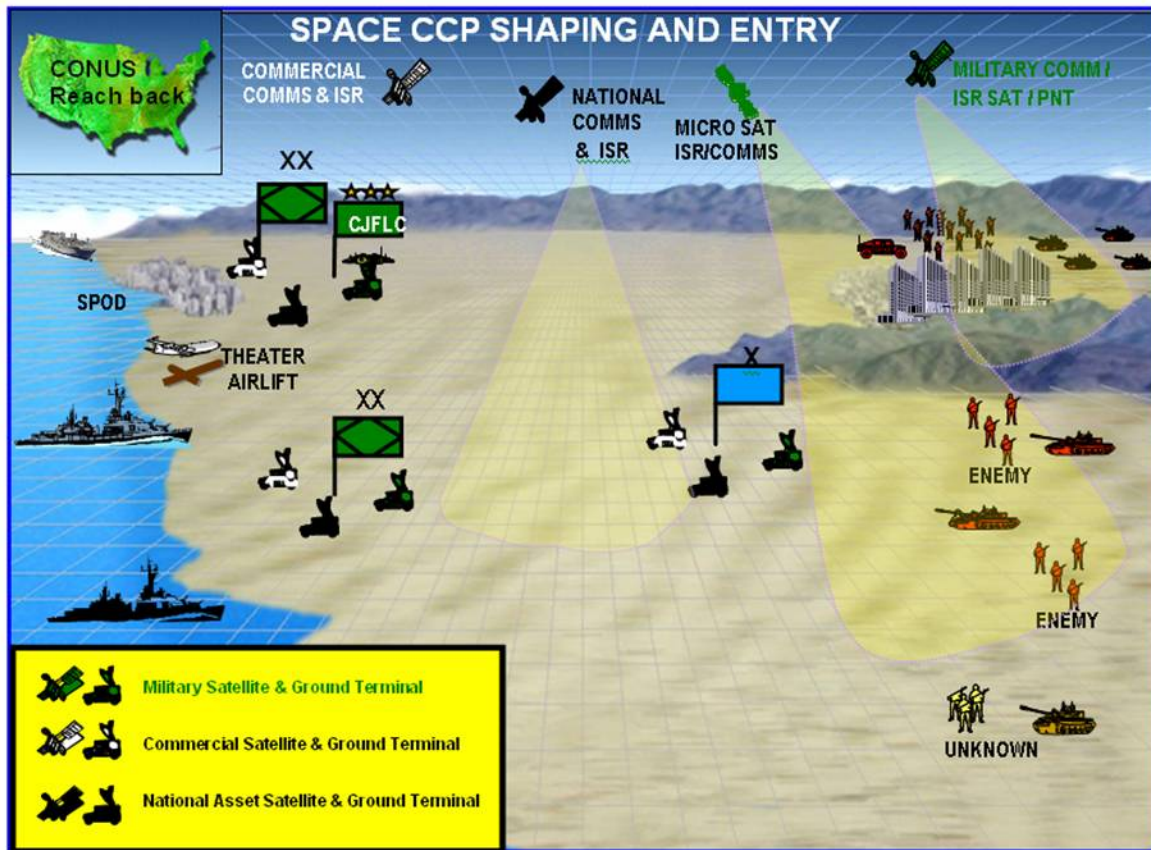 SPACE CCP SHAPING AND ENTRY
CONUS
Reach back
COMMERCIAL
COMMS & ISR
NATIONAL
COMMS
& ISR
MICRO SAT
ISR/COMMS
MILITARY COMM /
ISR SAT / PNT
XX
CJFLC
SPOD
THEATER
AIRLIFT
XX
X
ENEMY
ENEMY
UNKNOWN
Military Satellite & Ground Terminal
Commercial Satellite & Ground Terminal
National Asset Satellite & Ground Terminal